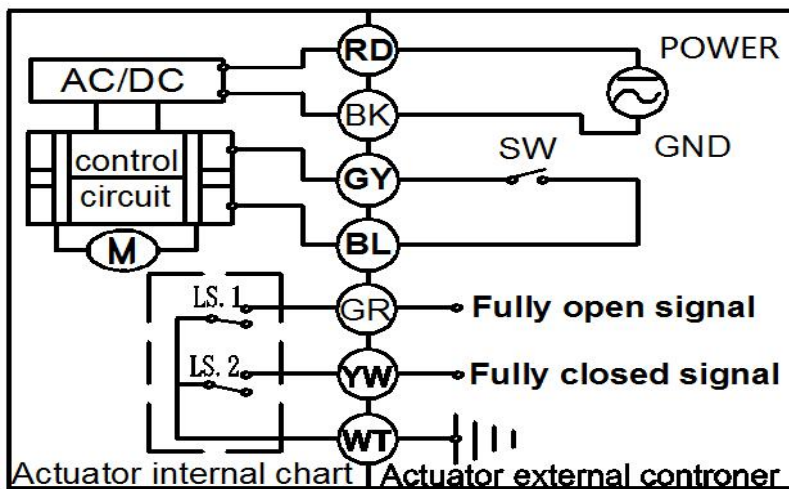 RD
POWER
AC/DC
BK
GND
control
circuit
SW
GY
M
BL
LS.1
GR
Fully open signal
LS.2
YW
Fully closed signal
WT
Actuator internal chart
Actuator external controner